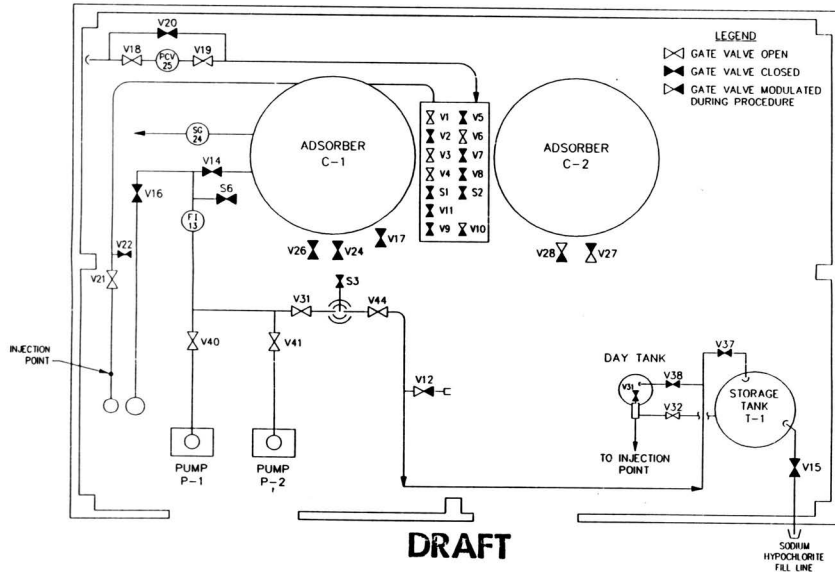 V20
LEGEND
V18
PCV
25
V19
GATE VALVE OPEN
GATE VALVE CLOSED
GATE VALVE MODULATED
DURING PROCEDURE
SG
24
ADSORBER
C-1
V1 V5
V2 V6
V3 V7
V4 V8
S1 S2
V11
V9 V10
ADSORBER
C-2
V14
V16
S6
FI
13
V17
V26 V24
V28 V27
V22
V21
S3
V31 V44
V40 V41
INJECTION
POINT
V12
V37
DAY TANK
V38
V31
V32
STORAGE
TANK
T-1
TO INJECTION
POINT
V15
PUMP
P-1
PUMP
P-2
DRAFT
SODIUM
HYPOCHLORITE
FILL LINE